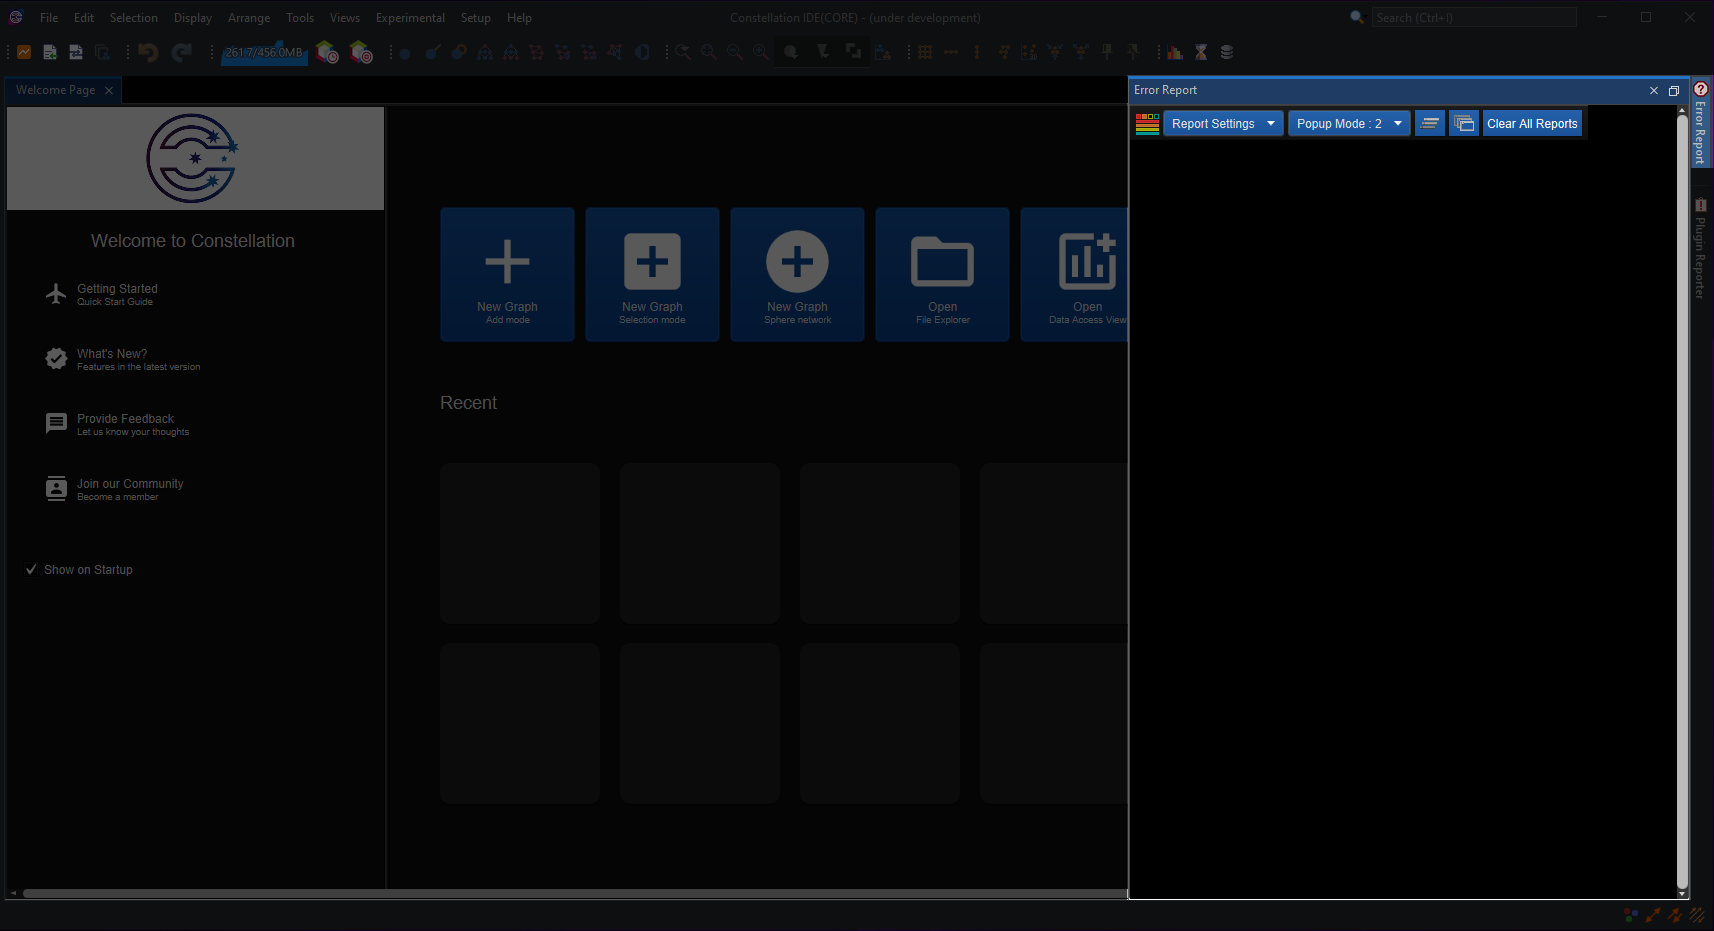 File Edit Selection Display Arrange Tools Views Experimental Setup Help
Constellation IDE(CORE) - (under development)
Search (Ctrl+I)
261.7/456.0MB
Welcome Page
Error Report
Report Settings
Popup Mode : 2
Clear All Reports
Error Report
Plugin Reporter
Welcome to Constellation
Getting Started
Quick Start Guide
What's New?
Features in the latest version
Provide Feedback
Let us know your thoughts
Join our Community
Become a member
Show on Startup
New Graph
Add mode
New Graph
Selection mode
New Graph
Sphere network
Open
File Explorer
Open
Data Access View
Recent